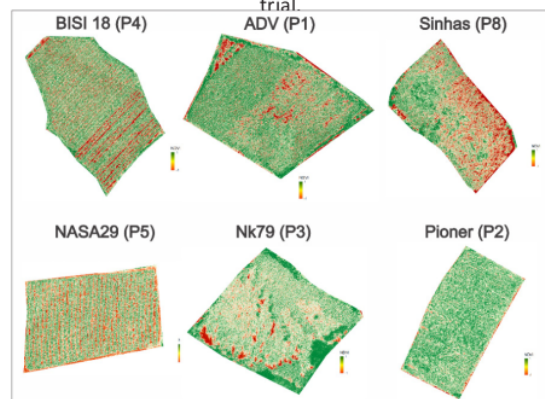 trial.
BISI 18 (P4)
ADV (P1)
Sinhas (P8)
NASA29 (P5)
Nk79 (P3)
Pioner (P2)